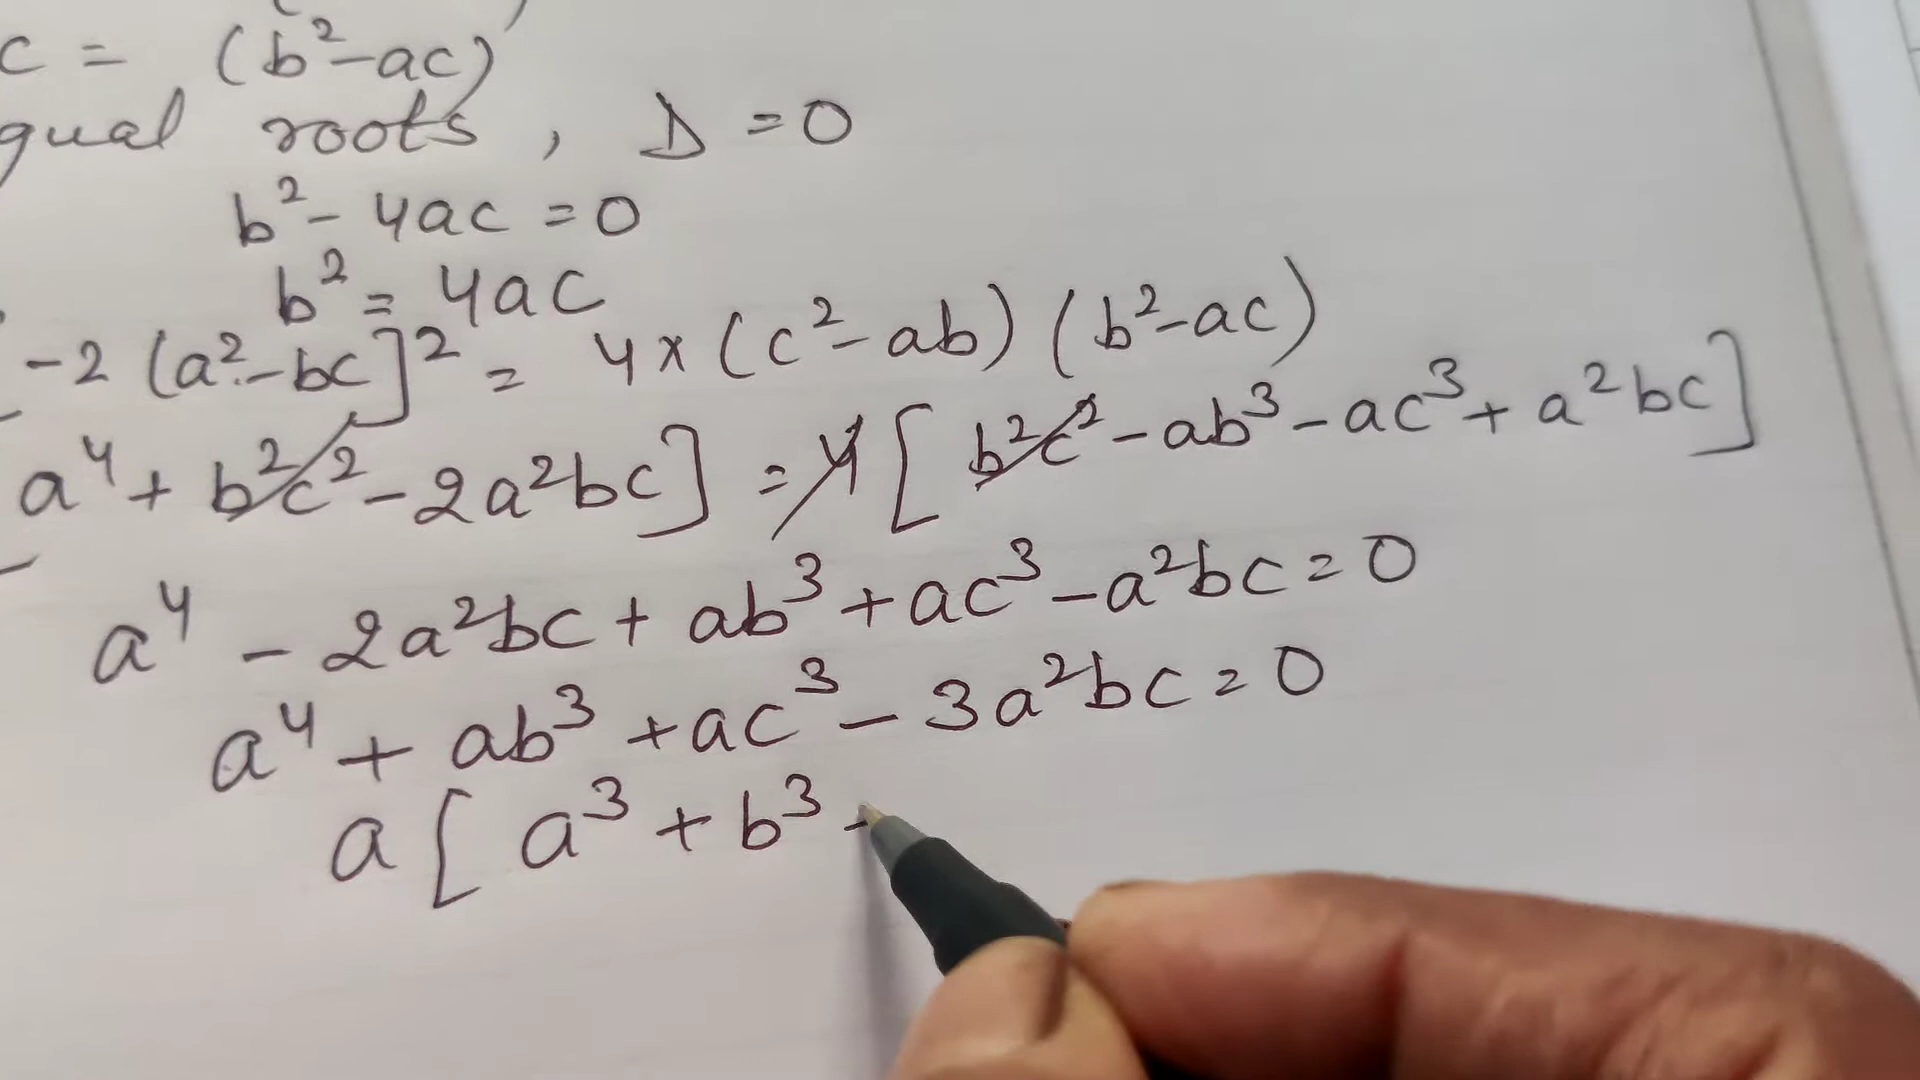 c = (b²-ac)
qual roots, D = 0
b² - 4ac = 0
b² = 4ac
-2 (a²-bc]² = 4 × (c²-ab) (b²-ac)
a⁴ + b²c² - 2a²bc] = 4 [b²c² - ab³ - ac³ + a²bc]
a⁴ - 2a²bc + ab³ + ac³ - a²bc = 0
a⁴ + ab³ + ac³ - 3a²bc = 0
a [ a³ + b³ -